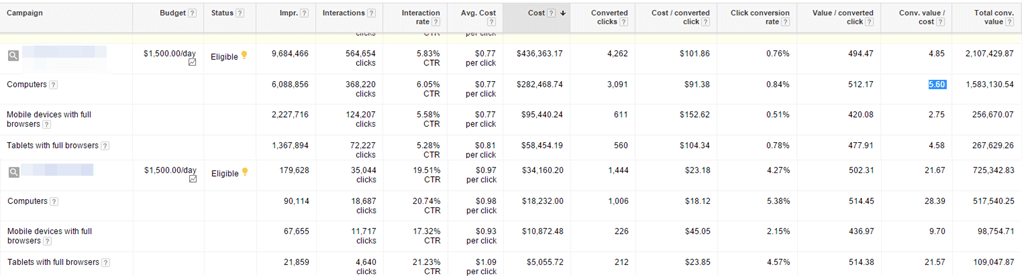 Campaign Budget ? Status ? Impr. ? Interactions ? Interaction rate ? Avg. Cost ? Cost ? ↓ Converted clicks ? Cost / converted click ? Click conversion rate ? Value / converted click ? Conv. value / cost ? Total conv. value ?
$1,500.00/day Eligible 9,684,466 564,654 clicks 5.83% CTR $0.77 per click $436,363.17 4,262 $101.86 0.76% 494.47 4.85 2,107,429.87
Computers ? 6,088,856 368,220 clicks 6.05% CTR $0.77 per click $282,468.74 3,091 $91.38 0.84% 512.17 5.60 1,583,130.54
Mobile devices with full browsers ? 2,227,716 124,207 clicks 5.58% CTR $0.77 per click $95,440.24 611 $152.62 0.51% 420.08 2.75 256,670.07
Tablets with full browsers ? 1,367,894 72,227 clicks 5.28% CTR $0.81 per click $58,454.19 560 $104.34 0.78% 477.91 4.58 267,629.26
$1,500.00/day Eligible 179,628 35,044 clicks 19.51% CTR $0.97 per click $34,160.20 1,444 $23.18 4.27% 502.31 21.67 725,342.83
Computers ? 90,114 18,687 clicks 20.74% CTR $0.98 per click $18,232.00 1,006 $18.12 5.38% 514.45 28.39 517,540.25
Mobile devices with full browsers ? 67,655 11,717 clicks 17.32% CTR $0.93 per click $10,872.48 226 $45.05 2.15% 436.97 9.70 98,754.71
Tablets with full browsers ? 21,859 4,640 clicks 21.23% CTR $1.09 per click $5,055.72 212 $23.85 4.57% 514.38 21.57 109,047.87